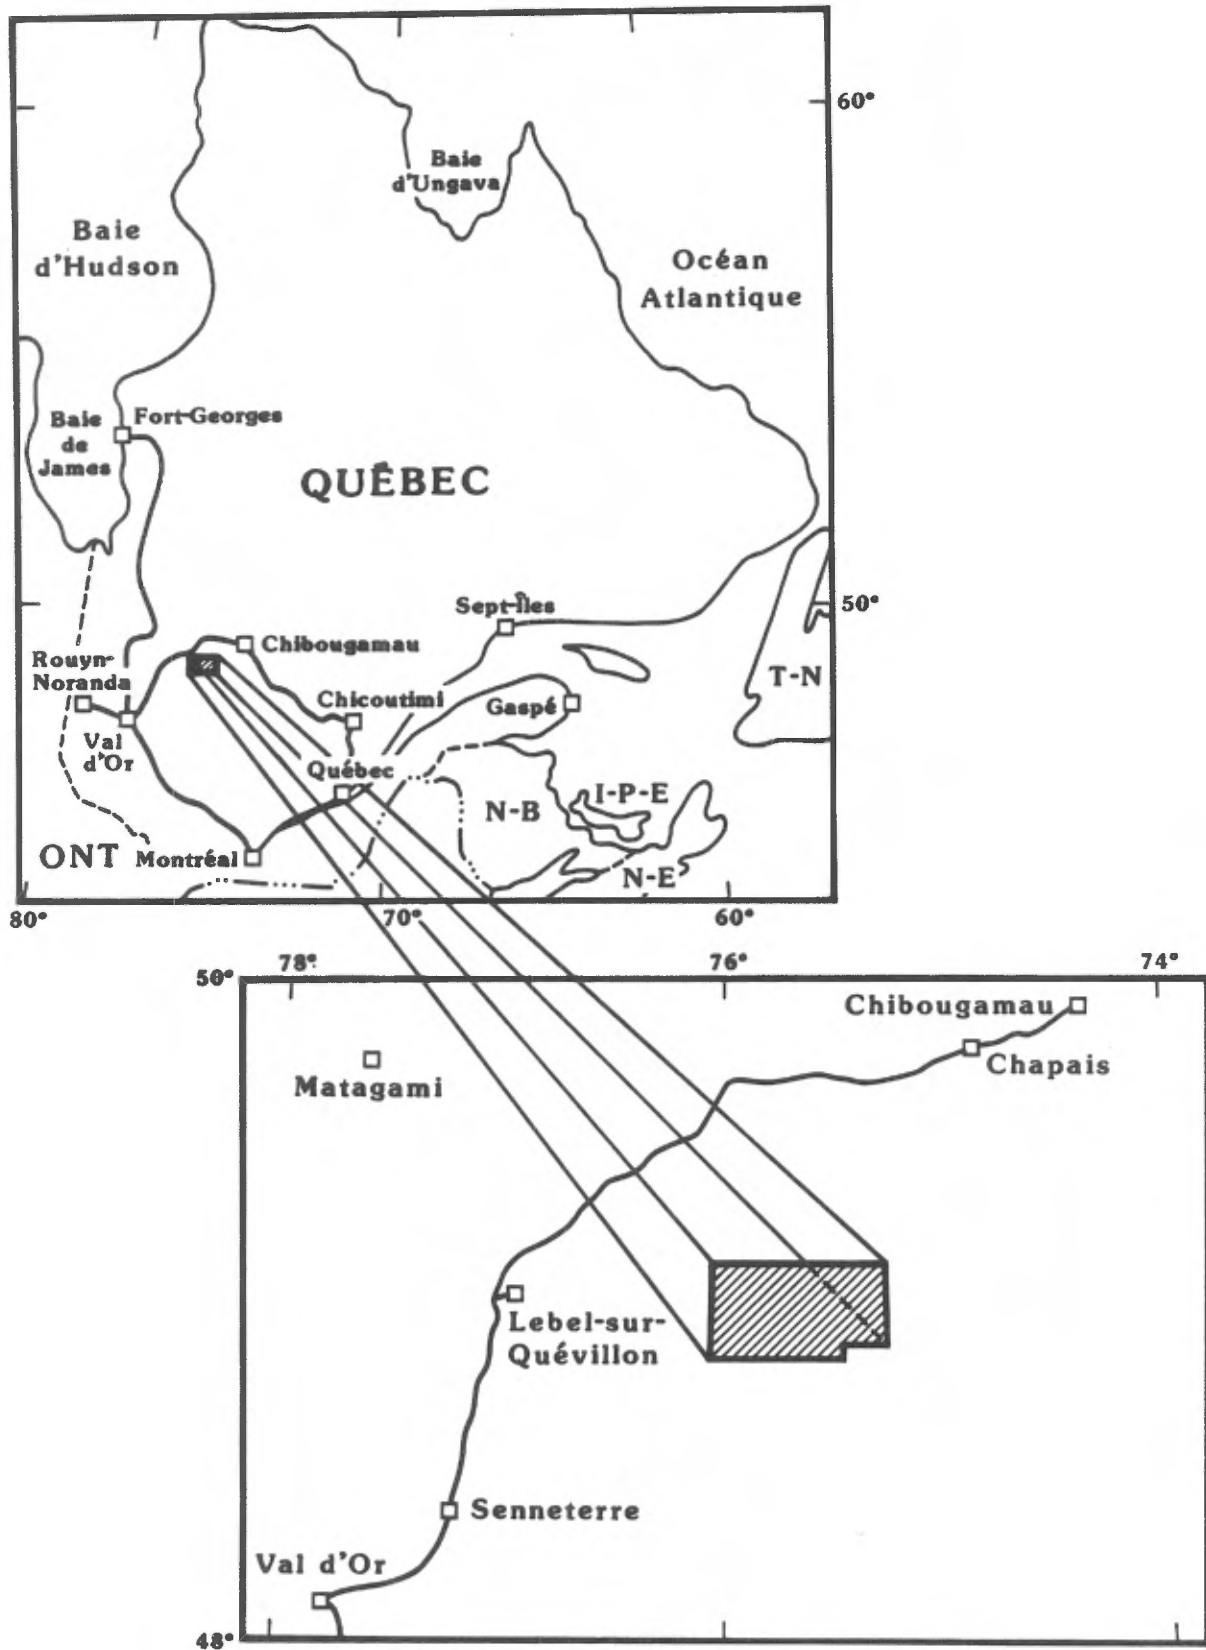 60°
Baie
d'Ungava
Baie
d'Hudson
Océan
Atlantique
Fort-Georges
Baie
de
James
QUÉBEC
Sept-Îles
50°
Chibougamau
Rouyn-
Noranda
T-N
Chicoutimi
Gaspé
Val
d'Or
Québec
I-P-E
N-B
ONT
Montréal
N-E
80°
70°
60°
78°
76°
74°
50°
Chibougamau
Chapais
Matagami
Lebel-sur-
Quévillon
Senneterre
Val d'Or
48°